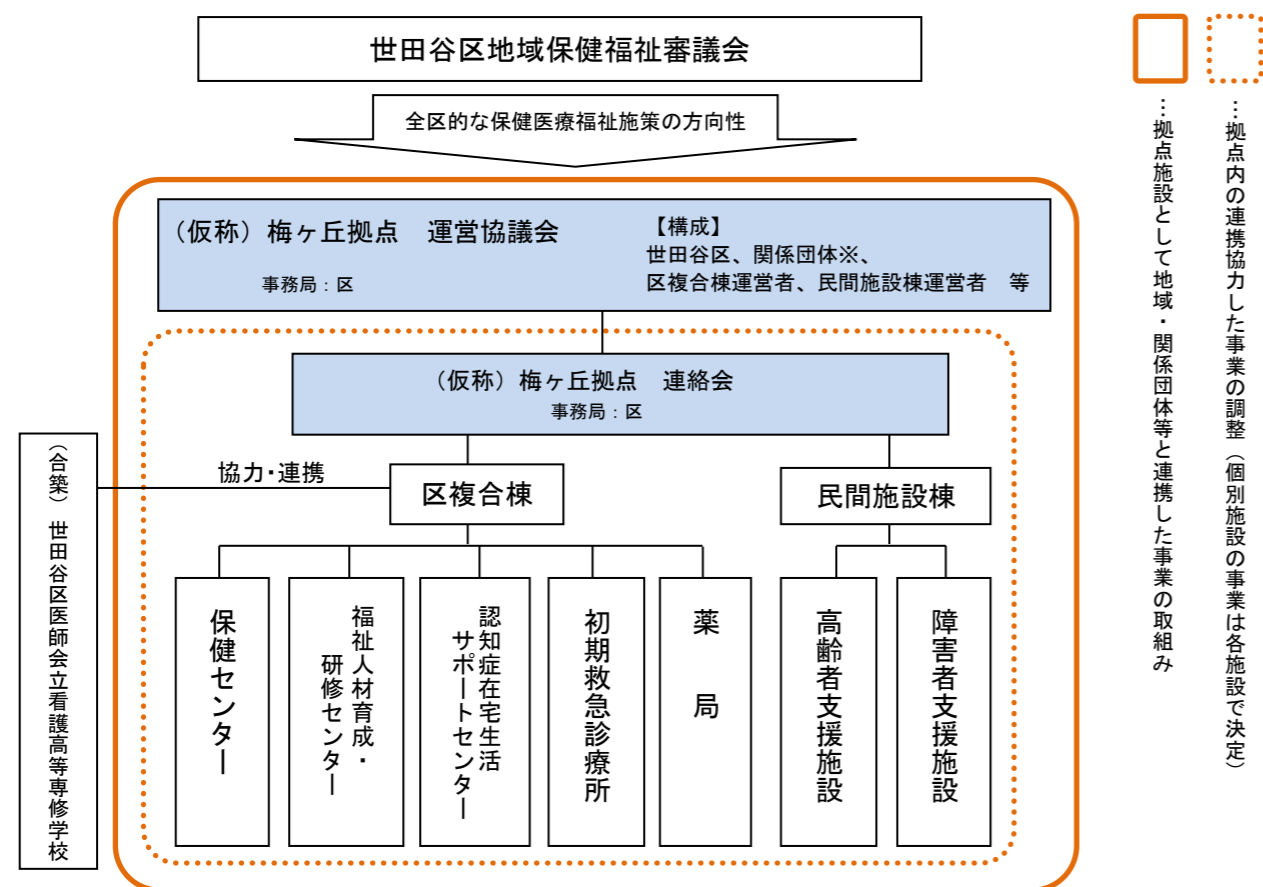 世田谷区地域保健福祉審議会
全区的な保健医療福祉施策の方向性
（仮称）梅ヶ丘拠点　運営協議会
事務局：区
【構成】
世田谷区、関係団体※、
区複合棟運営者、民間施設棟運営者　等
（仮称）梅ヶ丘拠点　連絡会
事務局：区
（合築）　世田谷区医師会立看護高等専修学校
協力・連携
区複合棟
民間施設棟
保健センター
福祉人材育成・
研修センター
認知症在宅生活
サポートセンター
初期救急診療所
薬　局
高齢者支援施設
障害者支援施設
…拠点施設として地域・関係団体等と連携した事業の取組み
…拠点内の連携協力した事業の調整（個別施設の事業は各施設で決定）